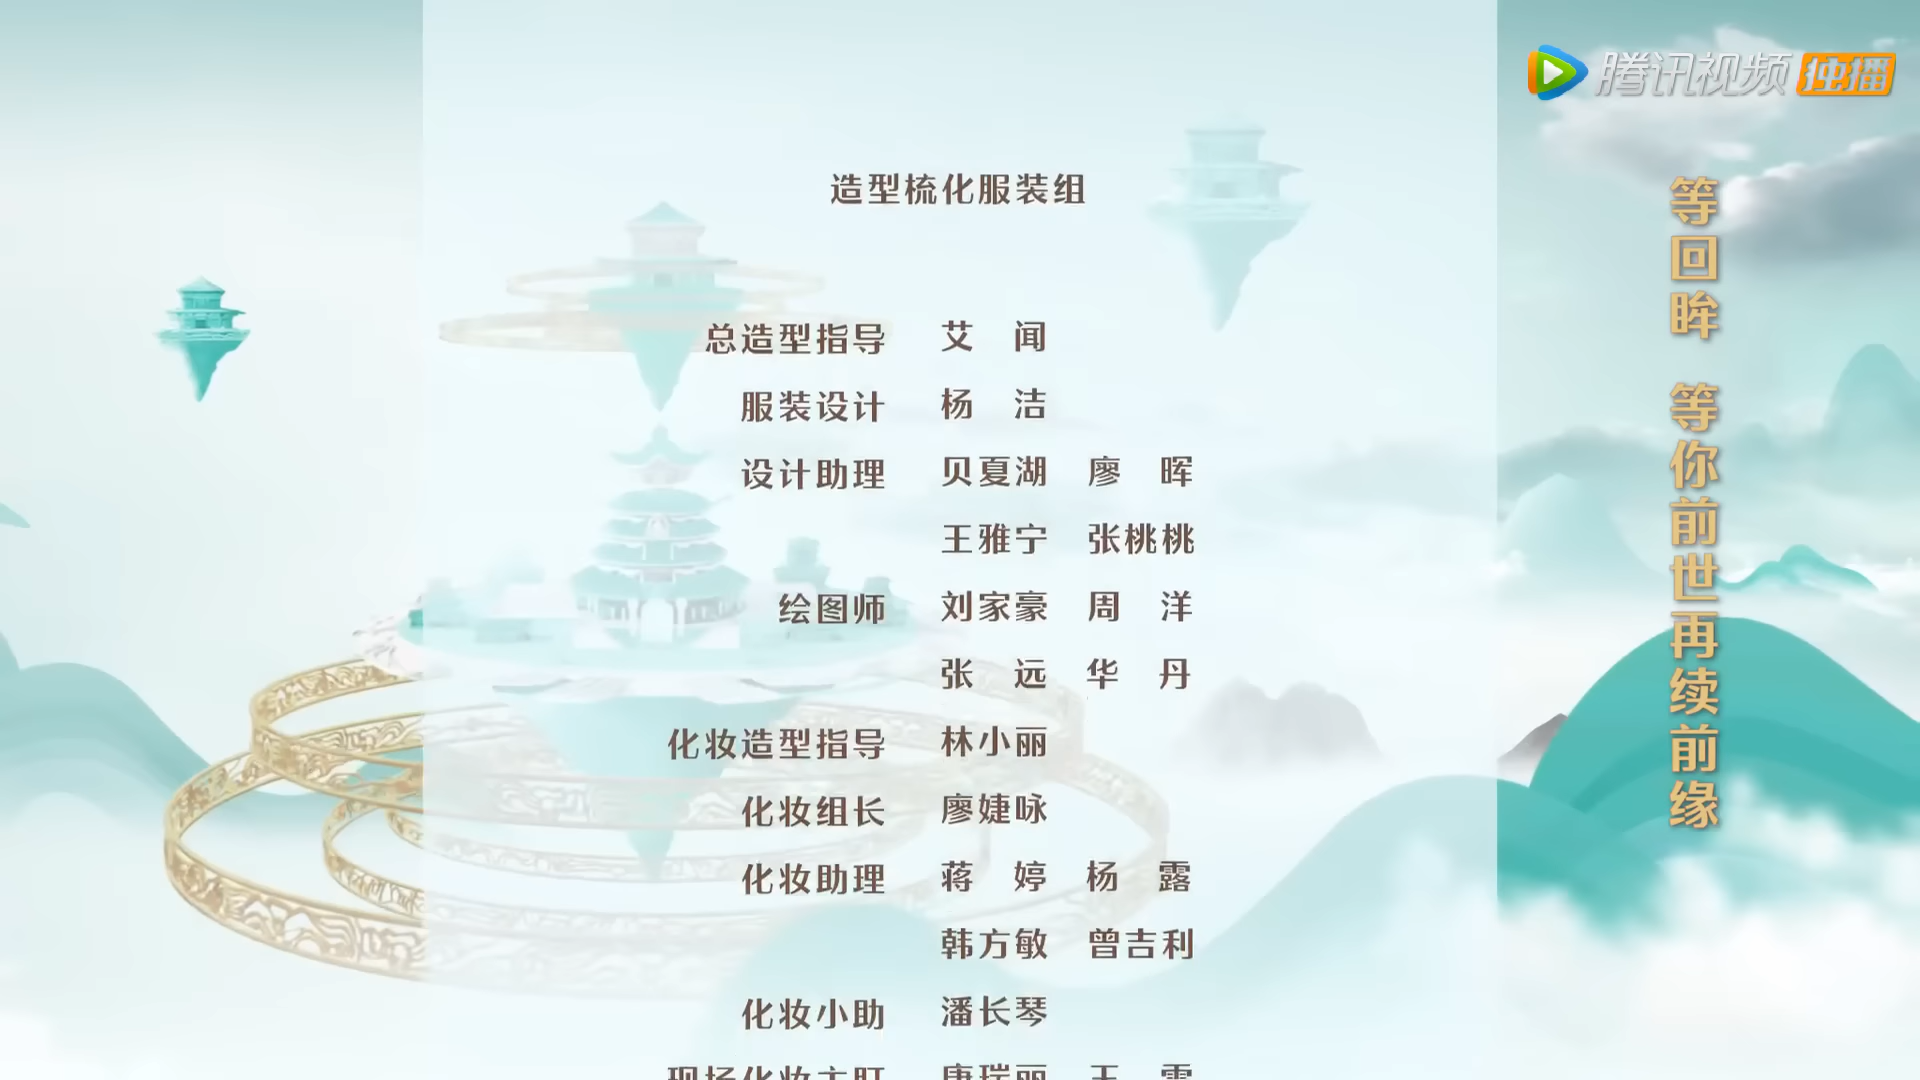 腾讯视频 独播
造型梳化服装组
总造型指导 艾 闻
服装设计 杨 洁
设计助理 贝夏湖 廖 晖
王雅宁 张桃桃
绘图师 刘家豪 周 洋
张 远 华 丹
化妆造型指导 林小丽
化妆组长 廖婕咏
化妆助理 蒋 婷 杨 露
韩方敏 曾吉利
化妆小助 潘长琴
等回眸 等你前世再续前缘